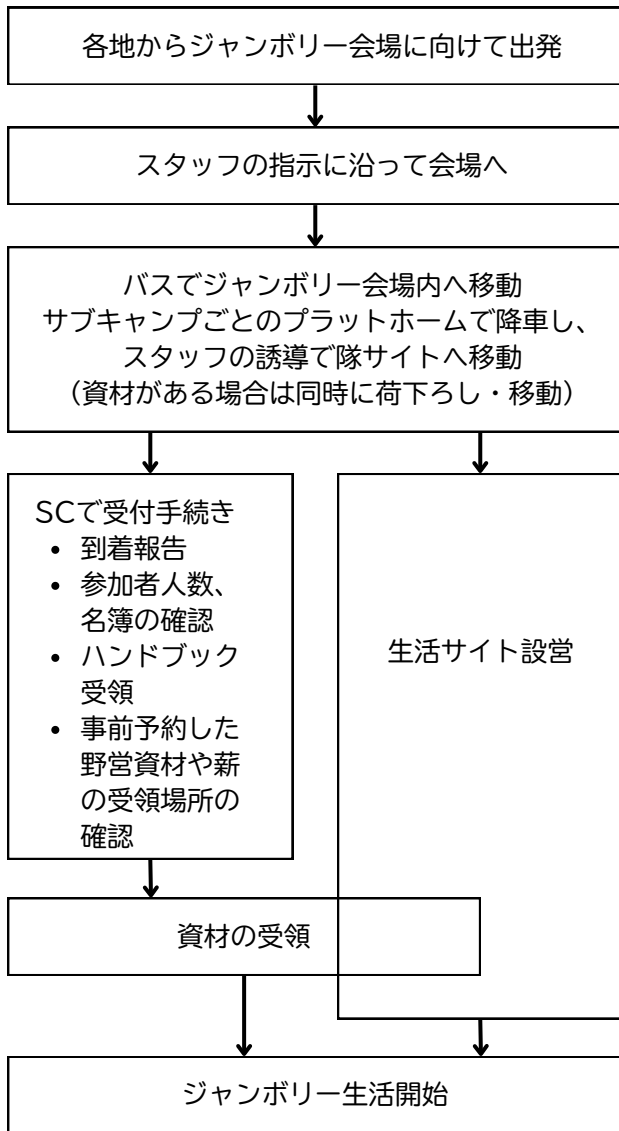 各地からジャンボリー会場に向けて出発
スタッフの指示に沿って会場へ
バスでジャンボリー会場内へ移動
サブキャンプごとのプラットホームで降車し、
スタッフの誘導で隊サイトへ移動
（資材がある場合は同時に荷下ろし・移動）
SCで受付手続き
• 到着報告
• 参加者人数、
名簿の確認
• ハンドブック
受領
• 事前予約した
野営資材や薪
の受領場所の
確認
生活サイト設営
資材の受領
ジャンボリー生活開始